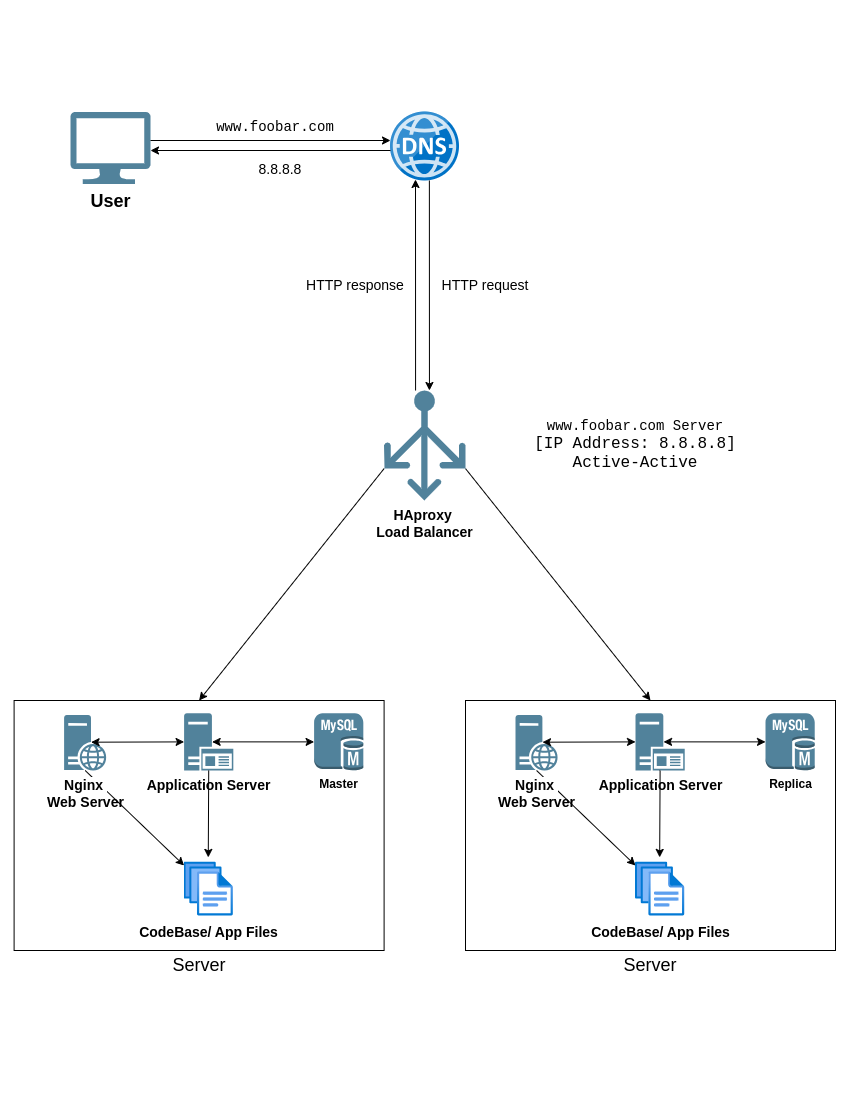 www.foobar.com
DNS
8.8.8.8
User
HTTP response
HTTP request
www.foobar.com Server
[IP Address: 8.8.8.8]
Active-Active
HAproxy
Load Balancer
MySQL
M
Nginx
Web Server
Application Server
Master
CodeBase/ App Files
Server
MySQL
M
Nginx
Web Server
Application Server
Replica
CodeBase/ App Files
Server